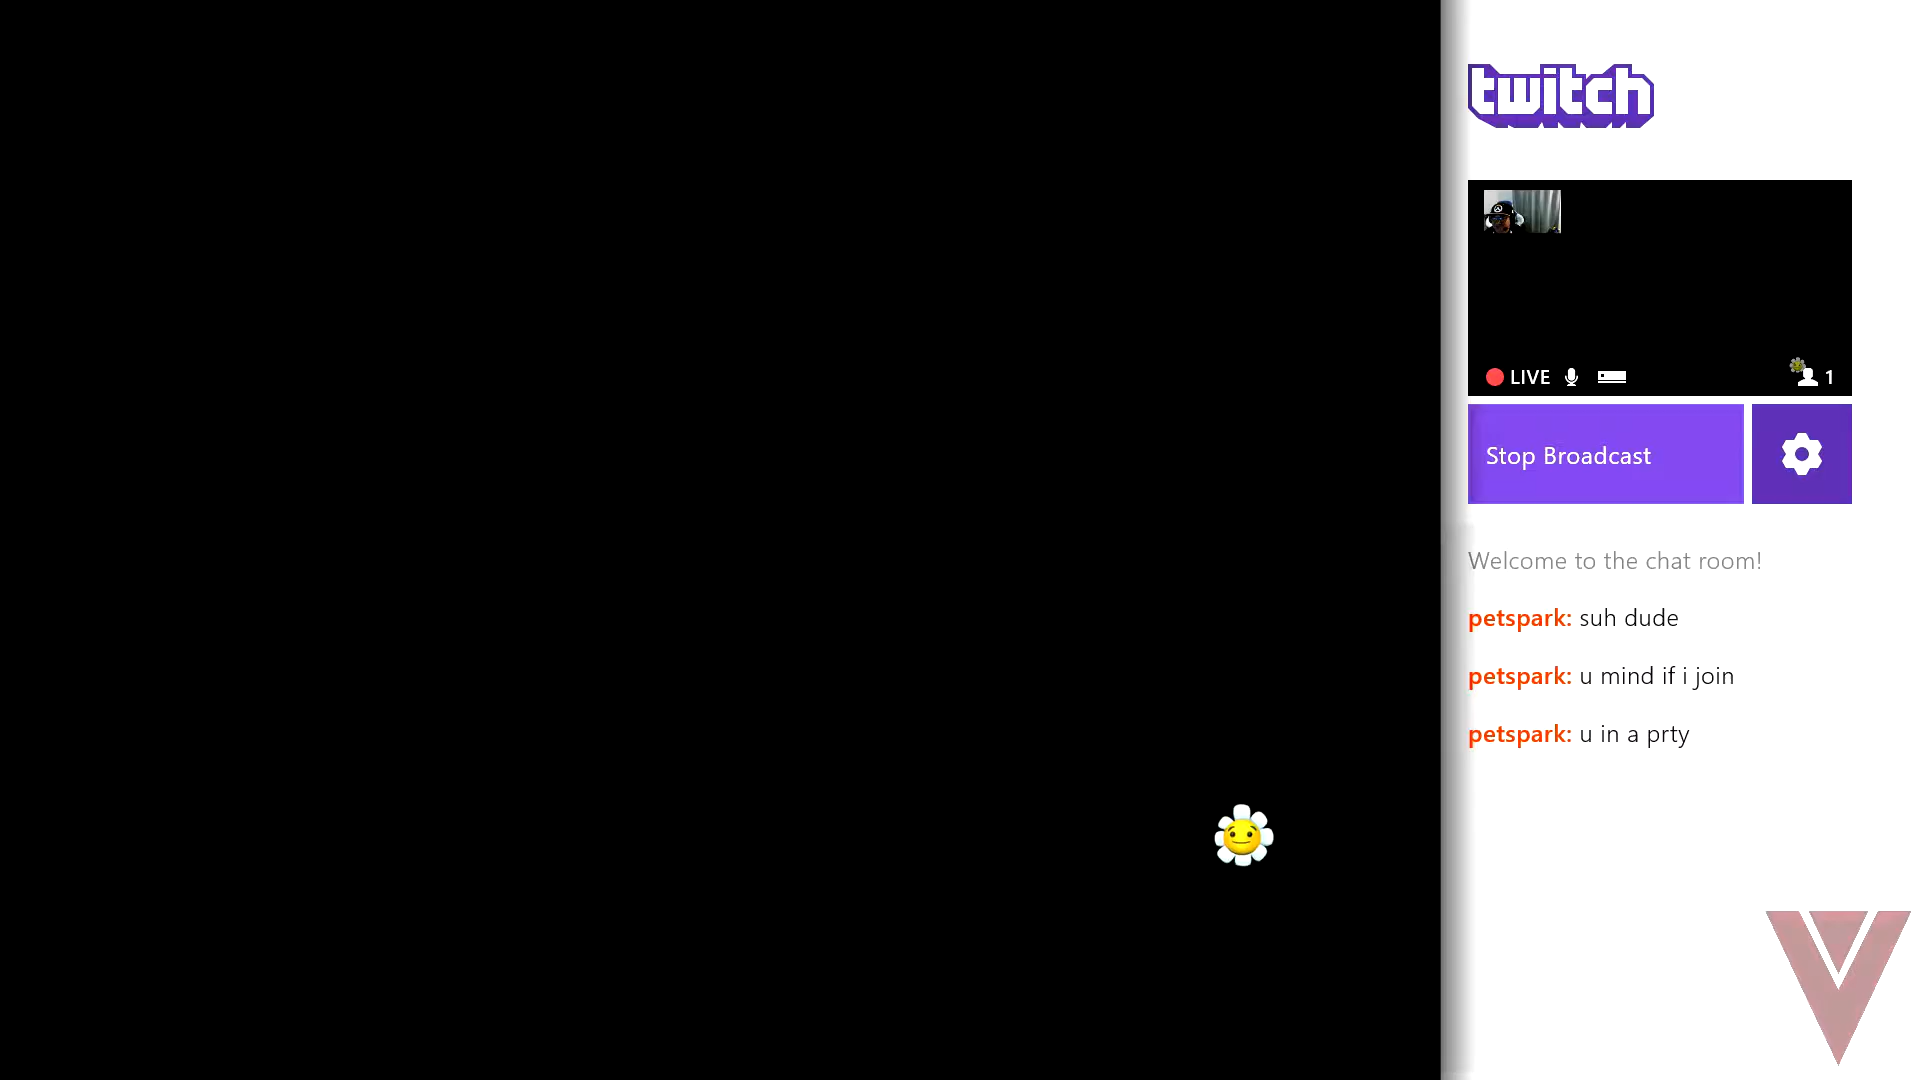 twitch
LIVE
1
Stop Broadcast
Welcome to the chat room!
petspark: suh dude
petspark: u mind if i join
petspark: u in a prty